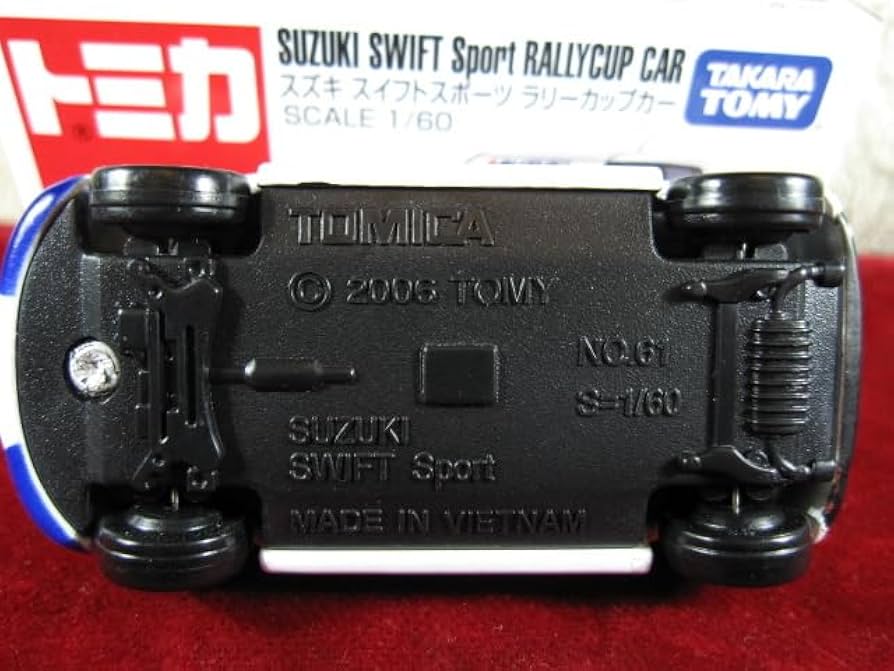 トミカ
SUZUKI SWIFT Sport RALLYCUP CAR
スズキ スイフトスポーツ ラリーカップカー
SCALE 1/60
TAKARA
TOMY
TOMICA
© 2006 TOMY
NO.61
S=1/60
SUZUKI
SWIFT Sport
MADE IN VIETNAM